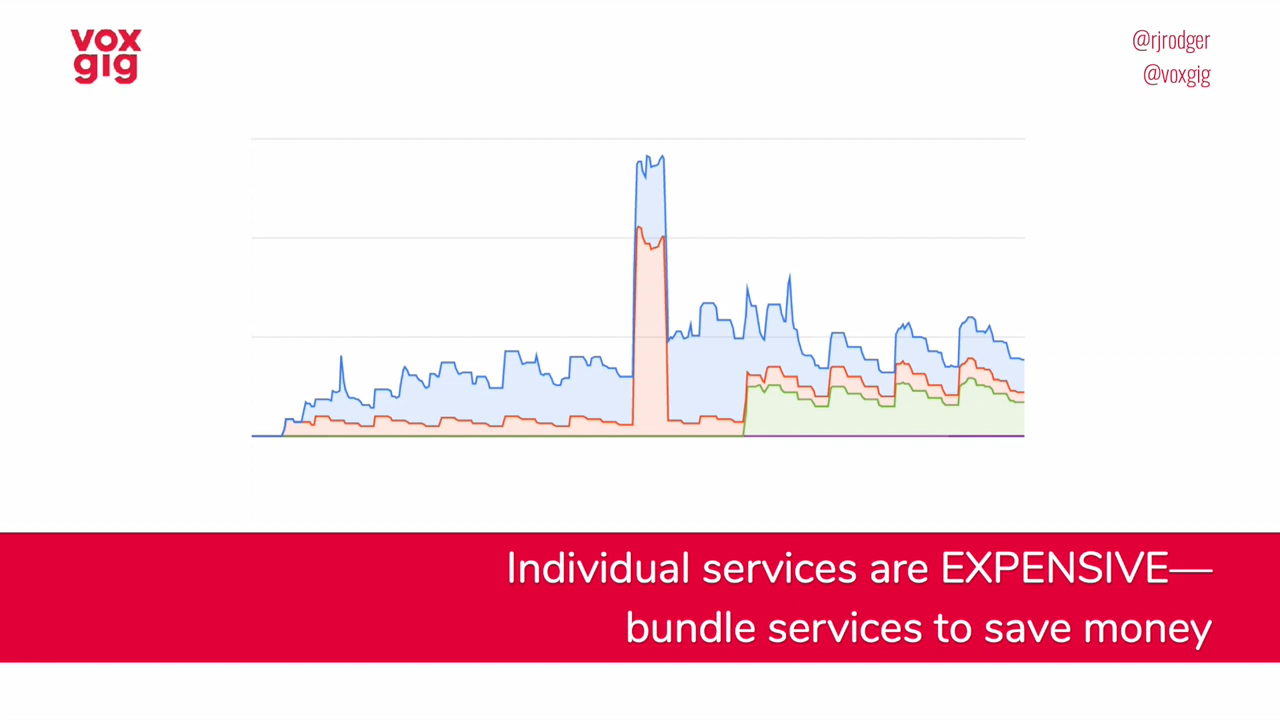 vox
gig
@rjrodger
@voxgig
Individual services are EXPENSIVE—
bundle services to save money